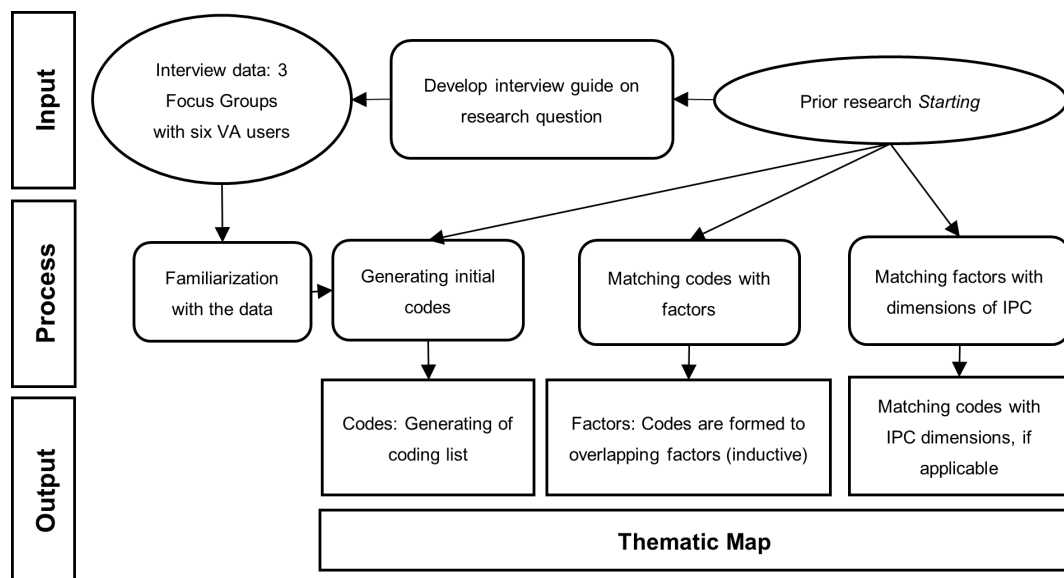 Input
Interview data: 3
Focus Groups
with six VA users
Develop interview guide on
research question
Prior research Starting
Process
Familiarization
with the data
Generating initial
codes
Matching codes with
factors
Matching factors with
dimensions of IPC
Output
Codes: Generating of
coding list
Factors: Codes are formed to
overlapping factors (inductive)
Matching codes with
IPC dimensions, if
applicable
Thematic Map